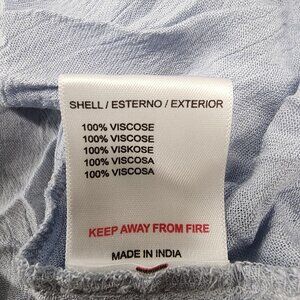 SHELL / ESTERNO / EXTERIOR
100% VISCOSE
100% VISCOSE
100% VISKOSE
100% VISCOSA
100% VISCOSA
KEEP AWAY FROM FIRE
MADE IN INDIA